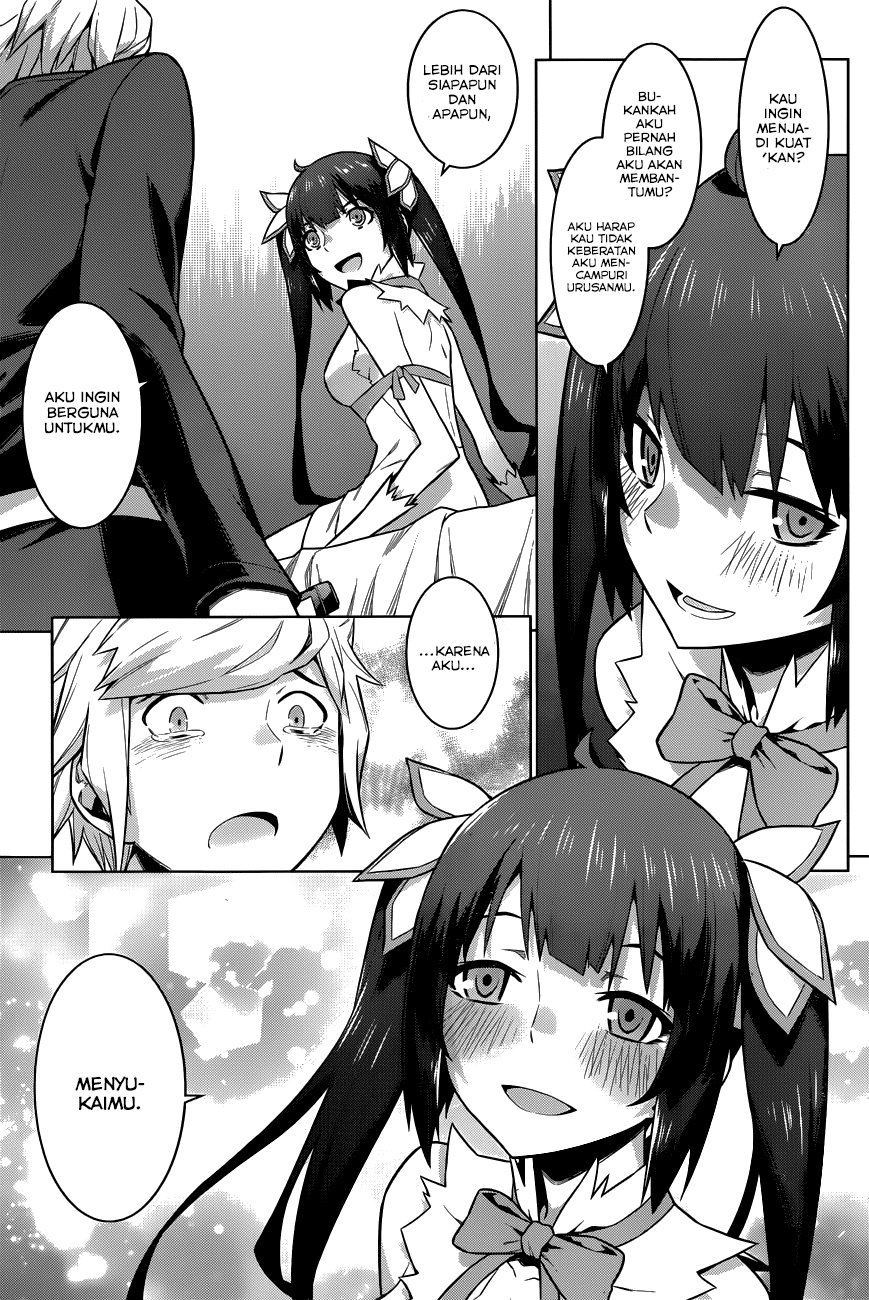 KAU
INGIN
MENJA-
DI KUAT
'KAN?
BU-
KANKAH
AKU
PERNAH
BILANG
AKU AKAN
MEMBAN-
TUMU?
AKU HARAP
KAU TIDAK
KEBERATAN
AKU MEN-
CAMPURI
URUSANMU.
LEBIH DARI
SIAPAPUN
DAN
APAPUN,
AKU INGIN
BERGUNA
UNTUKMU.
...KARENA
AKU...
MENYU-
KAIMU.